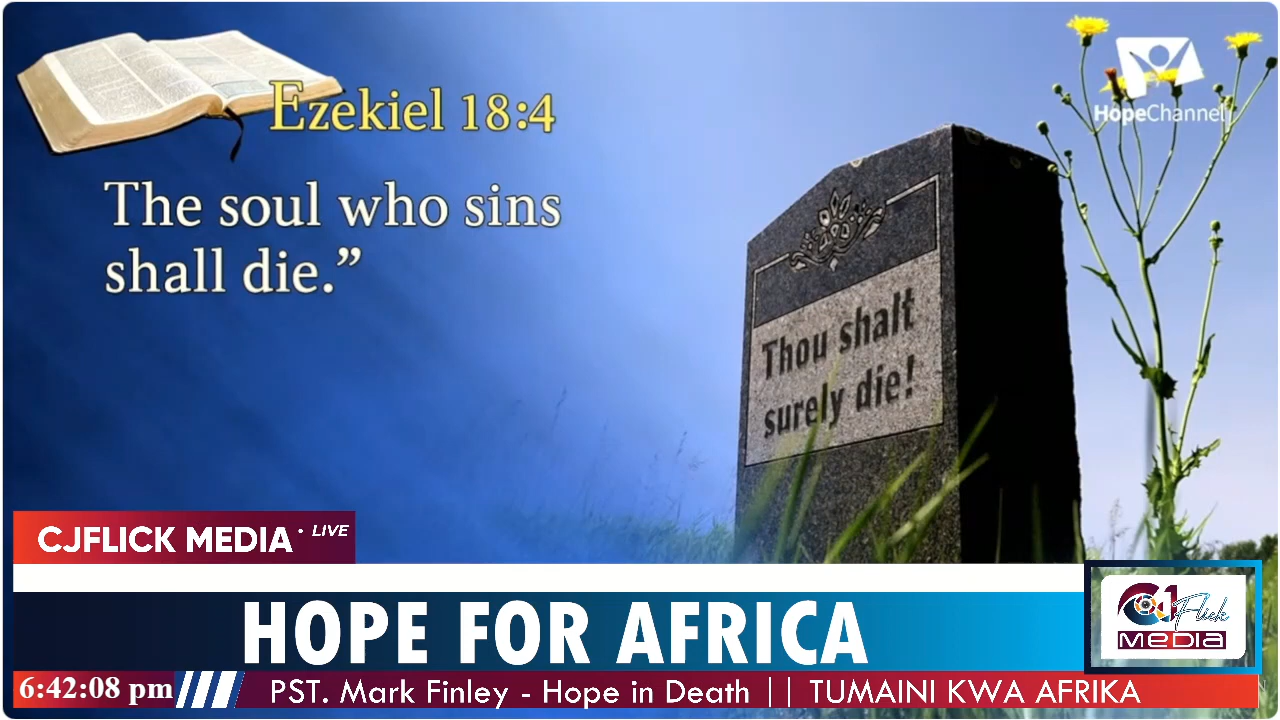 Ezekiel 18:4
HopeChannel
The soul who sins
shall die.”
Thou shalt
surely die!
CJFLICK MEDIA • LIVE
HOPE FOR AFRICA
Flick
MEDIA
6:42:08 pm
PST. Mark Finley - Hope in Death || TUMAINI KWA AFRIKA